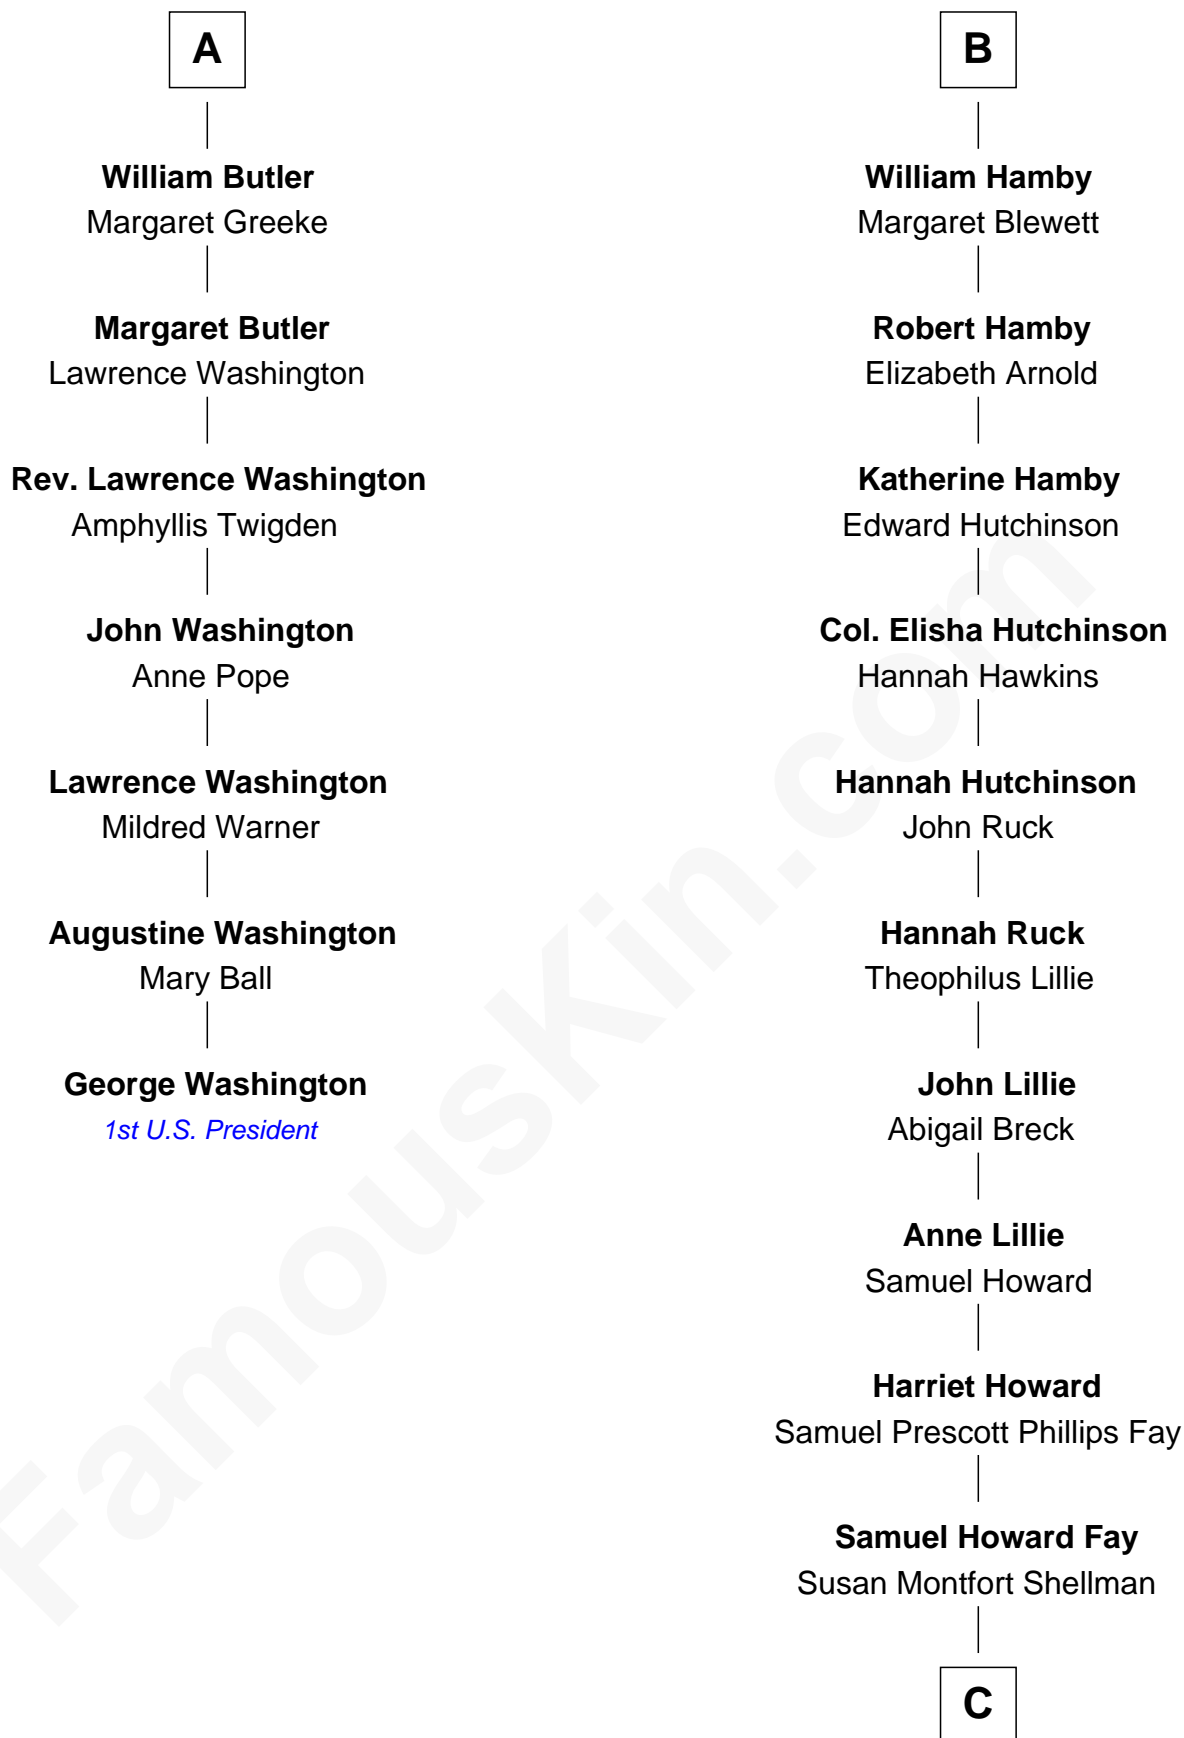 A
William Butler
Margaret Greeke
Margaret Butler
Lawrence Washington
Rev. Lawrence Washington
Amphyllis Twigden
John Washington
Anne Pope
Lawrence Washington
Mildred Warner
Augustine Washington
Mary Ball
George Washington
1st U.S. President
B
William Hamby
Margaret Blewett
Robert Hamby
Elizabeth Arnold
Katherine Hamby
Edward Hutchinson
Col. Elisha Hutchinson
Hannah Hawkins
Hannah Hutchinson
John Ruck
Hannah Ruck
Theophilus Lillie
John Lillie
Abigail Breck
Anne Lillie
Samuel Howard
Harriet Howard
Samuel Prescott Phillips Fay
Samuel Howard Fay
Susan Montfort Shellman
C
FamousKin.com